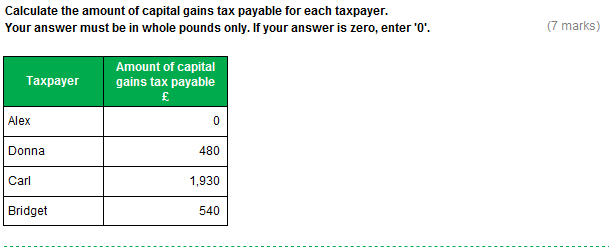 Calculate the amount of capital gains tax payable for each taxpayer.
Your answer must be in whole pounds only. If your answer is zero, enter '0'.
(7 marks)
Taxpayer
Amount of capital
gains tax payable
£
Alex 0
Donna 480
Carl 1,930
Bridget 540